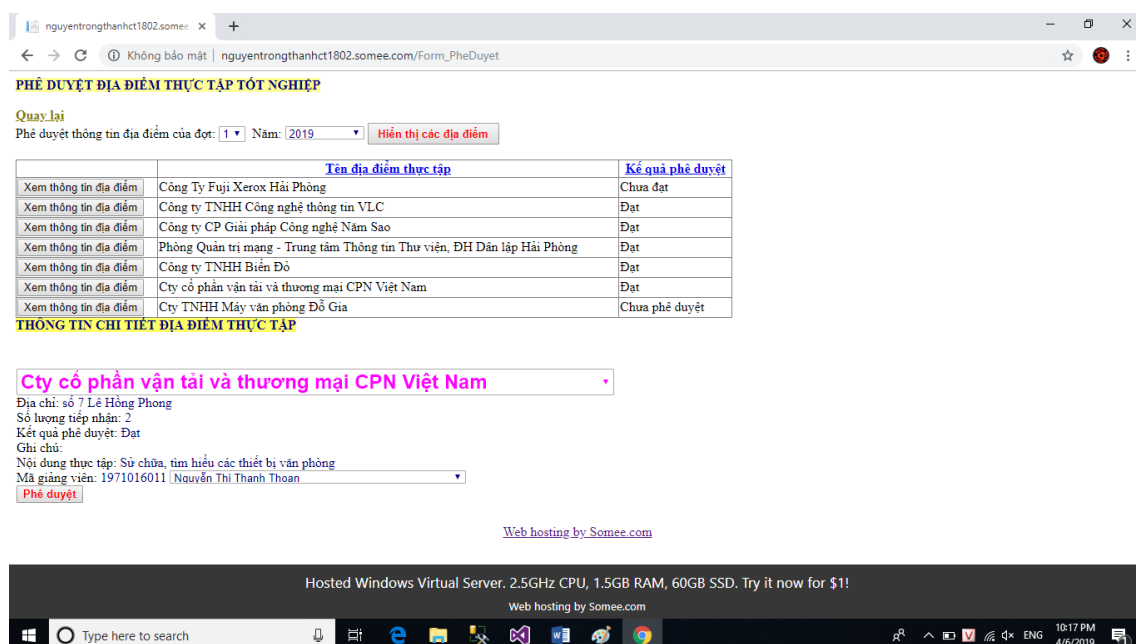 nguyentrongthanhct1802.somee
Không bảo mật | nguyentrongthanhct1802.somee.com/Form_PheDuyet
PHÊ DUYỆT ĐỊA ĐIỂM THỰC TẬP TỐT NGHIỆP
Quay lại
Phê duyệt thông tin địa điểm của đợt: 1 Năm: 2019 Hiển thị các địa điểm
Tên địa điểm thực tập Kế quả phê duyệt
Xem thông tin địa điểm Công Ty Fuji Xerox Hải Phòng Chưa đạt
Xem thông tin địa điểm Công ty TNHH Công nghệ thông tin VLC Đạt
Xem thông tin địa điểm Công ty CP Giải pháp Công nghệ Năm Sao Đạt
Xem thông tin địa điểm Phòng Quản trị mạng - Trung tâm Thông tin Thư viện, ĐH Dân lập Hải Phòng Đạt
Xem thông tin địa điểm Công ty TNHH Biển Đỏ Đạt
Xem thông tin địa điểm Cty cổ phần vận tải và thương mại CPN Việt Nam Đạt
Xem thông tin địa điểm Cty TNHH Máy văn phòng Đỗ Gia Chưa phê duyệt
THÔNG TIN CHI TIẾT ĐỊA ĐIỂM THỰC TẬP
Cty cổ phần vận tải và thương mại CPN Việt Nam
Địa chỉ: số 7 Lê Hồng Phong
Số lượng tiếp nhận: 2
Kết quả phê duyệt: Đạt
Ghi chú:
Nội dung thực tập: Sử chữa, tìm hiểu các thiết bị văn phòng
Mã giảng viên: 1971016011 Nguyễn Thị Thanh Thoan
Phê duyệt
Web hosting by Somee.com
Hosted Windows Virtual Server. 2.5GHz CPU, 1.5GB RAM, 60GB SSD. Try it now for $1!
Web hosting by Somee.com
Type here to search ENG 10:17 PM
4/6/2019